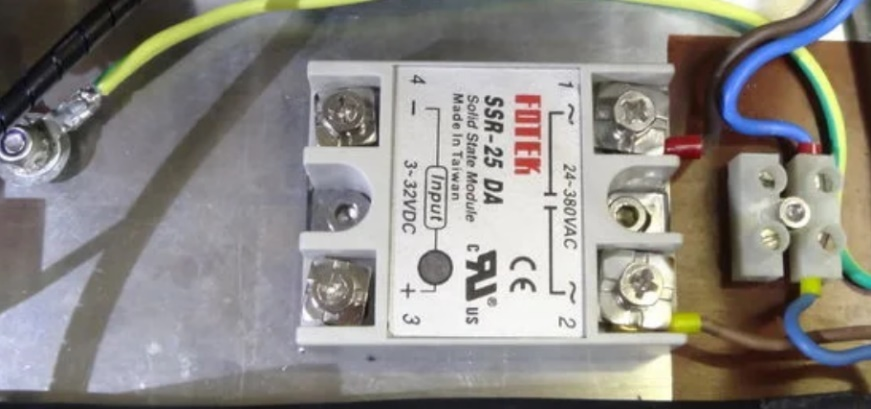 1 ~
24~380VAC
~ 2
FOTEK
SSR-25 DA
Solid State Module
Made in Taiwan
CE
c RU ® US
4 −
Input
3~32VDC
+ 3